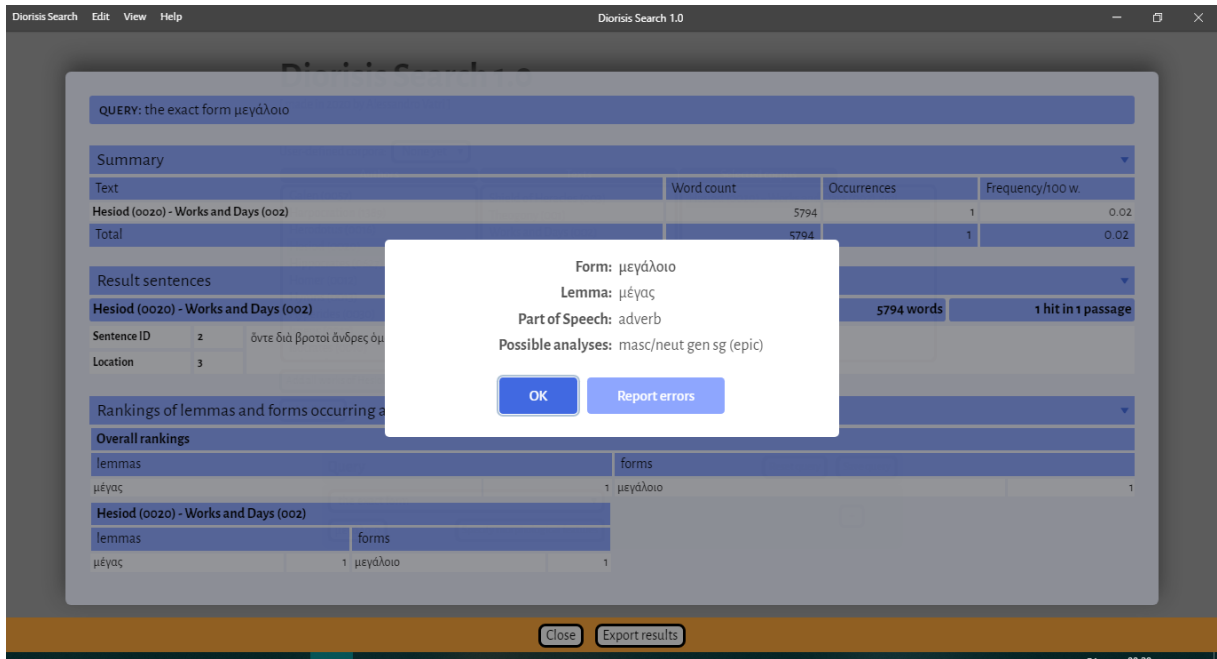 Diorisis Search Edit View Help Diorisis Search 1.0
Diorisis Search 1.0
QUERY: the exact form μεγάλοιο
Summary
Text Word count Occurrences Frequency/100 w.
Hesiod (0020) - Works and Days (002) 5794 1 0.02
Total 5794 1 0.02
Form: μεγάλοιο
Lemma: μέγας
Part of Speech: adverb
Possible analyses: masc/neut gen sg (epic)
OK Report errors
Result sentences
Hesiod (0020) - Works and Days (002) 5794 words 1 hit in 1 passage
Sentence ID 2 ὅντε διὰ βροτοὶ ἄνδρες ὁμ
Location 3
Rankings of lemmas and forms occurring a
Overall rankings
lemmas forms
μέγας 1 μεγάλοιο 1
Hesiod (0020) - Works and Days (002)
lemmas forms
μέγας 1 μεγάλοιο 1
Close Export results